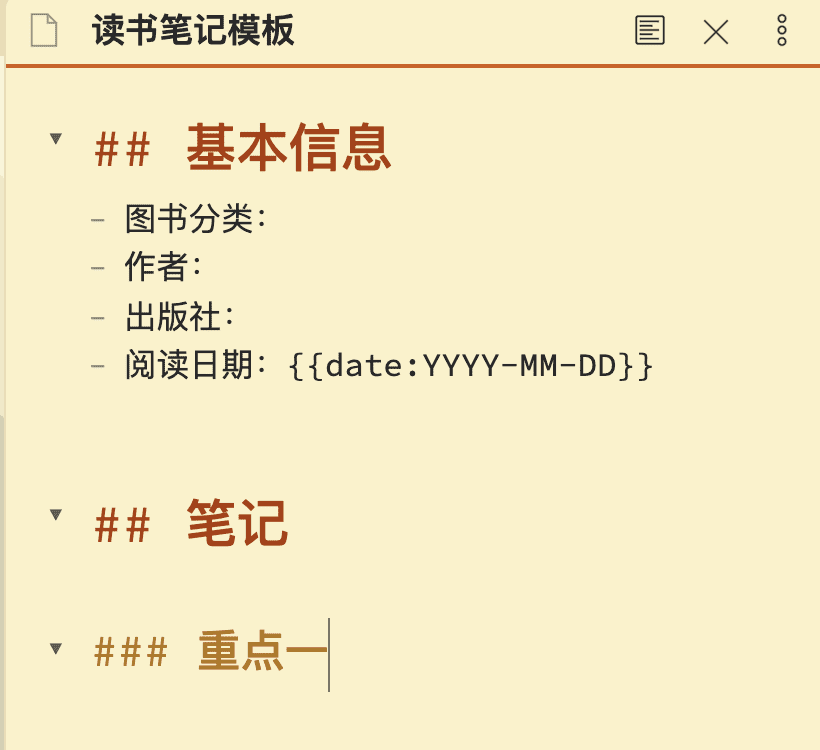 读书笔记模板
## 基本信息
- 图书分类：
- 作者：
- 出版社：
- 阅读日期：{{date:YYYY-MM-DD}}
## 笔记
### 重点一